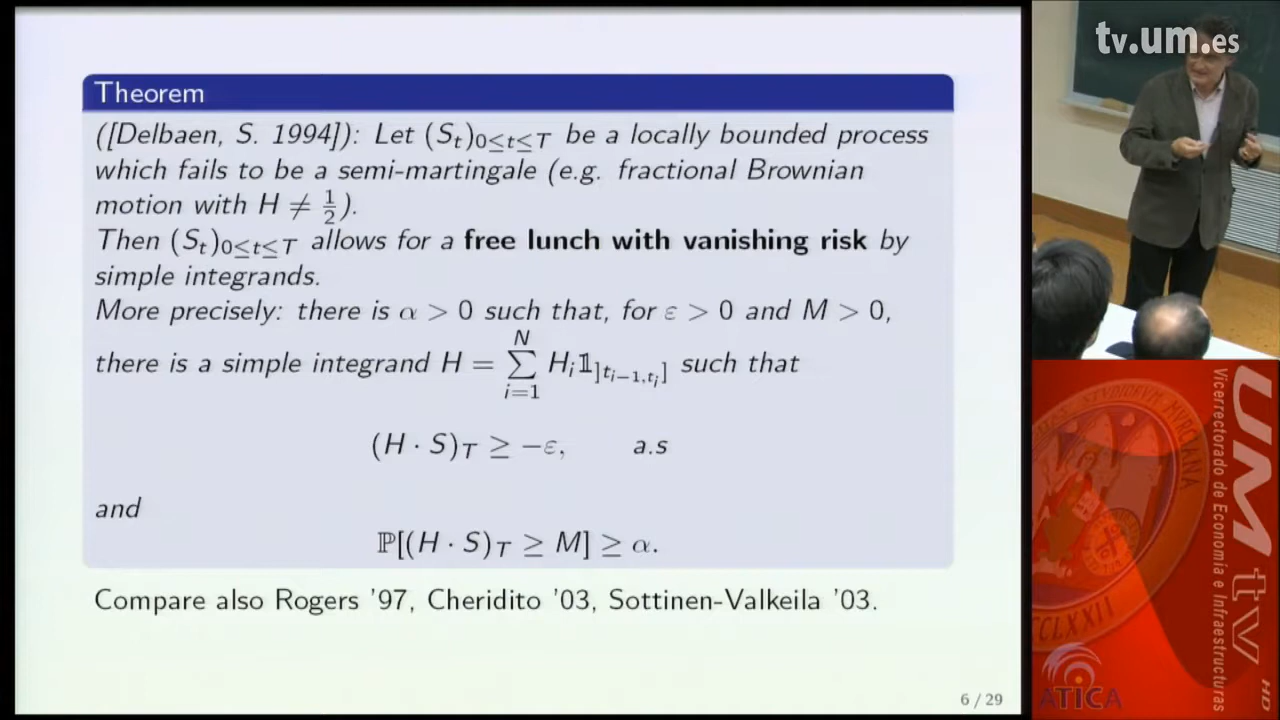 tv.um.es
Theorem
([Delbaen, S. 1994]): Let (S_t)_{0≤t≤T} be a locally bounded process
which fails to be a semi-martingale (e.g. fractional Brownian
motion with H ≠ 1/2).
Then (S_t)_{0≤t≤T} allows for a free lunch with vanishing risk by
simple integrands.
More precisely: there is α > 0 such that, for ε > 0 and M > 0,
there is a simple integrand H = ∑_{i=1}^{N} H_i 𝟙_{]t_{i−1},t_i]} such that
(H · S)_T ≥ −ε, a.s
and
ℙ[(H · S)_T ≥ M] ≥ α.
Compare also Rogers '97, Cheridito '03, Sottinen-Valkeila '03.
6 / 29
UMtv
HD
Vicerrectorado de Economía e Infraestructuras
ATICA